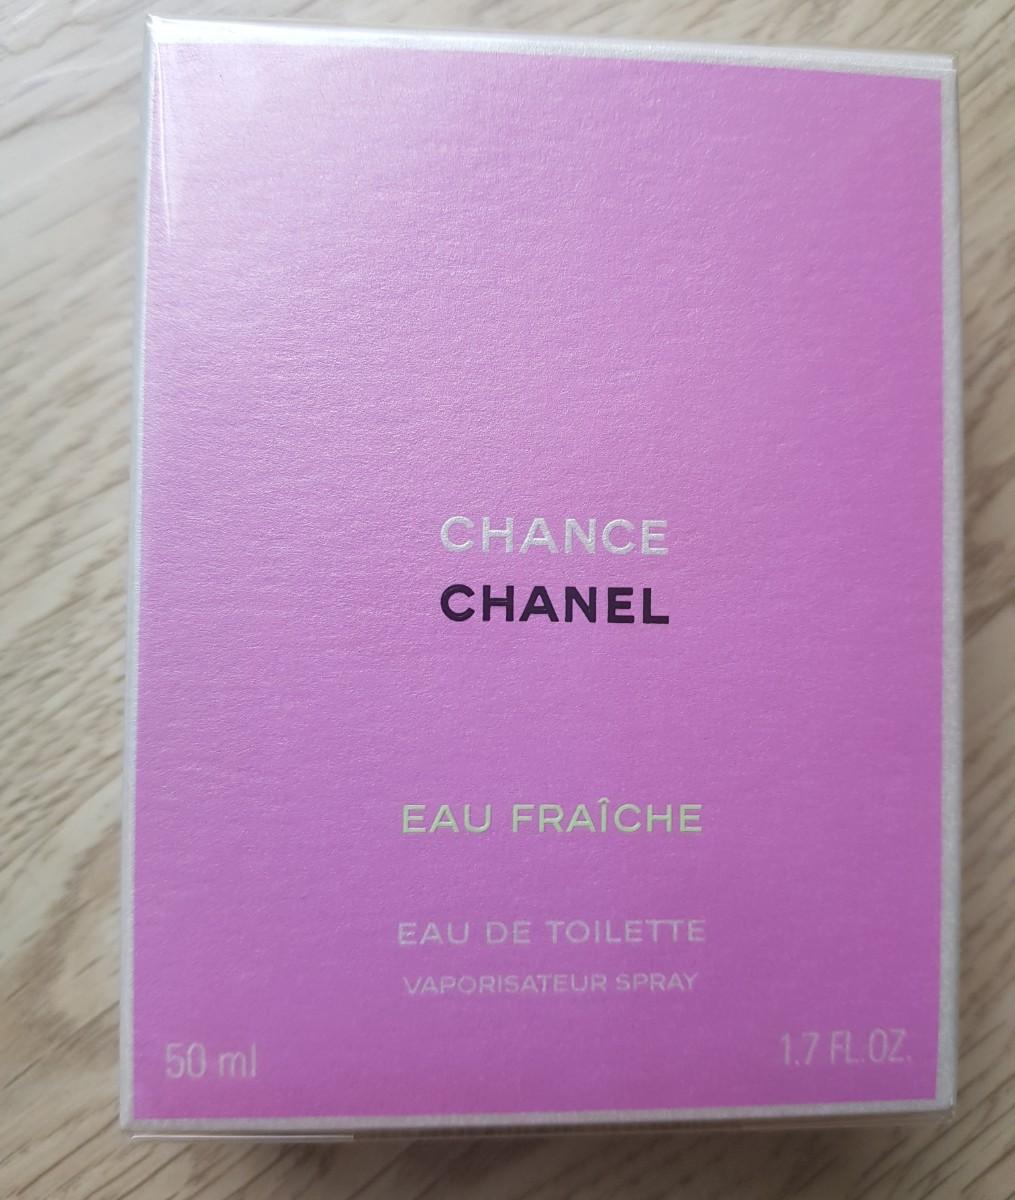 CHANCE
CHANEL
EAU FRAÎCHE
EAU DE TOILETTE
VAPORISATEUR SPRAY
50 ml
1.7 FL.OZ.